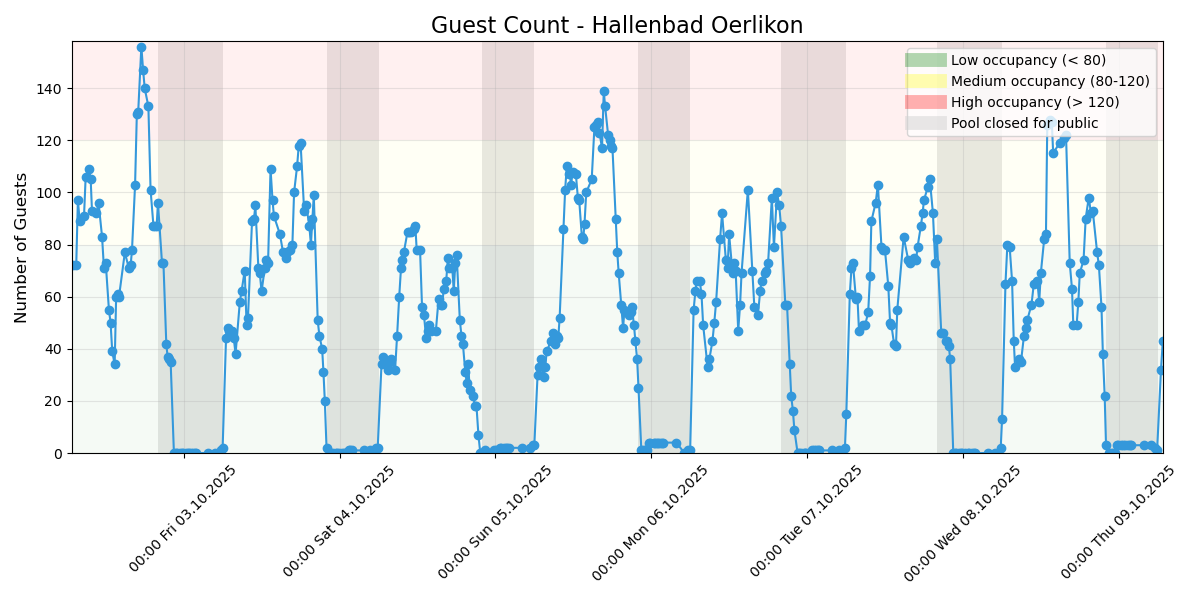 Guest Count - Hallenbad Oerlikon
Low occupancy (< 80)
Medium occupancy (80-120)
High occupancy (> 120)
Pool closed for public
Number of Guests
140
120
100
80
60
40
20
0
00:00 Fri 03.10.2025
00:00 Sat 04.10.2025
00:00 Sun 05.10.2025
00:00 Mon 06.10.2025
00:00 Tue 07.10.2025
00:00 Wed 08.10.2025
00:00 Thu 09.10.2025